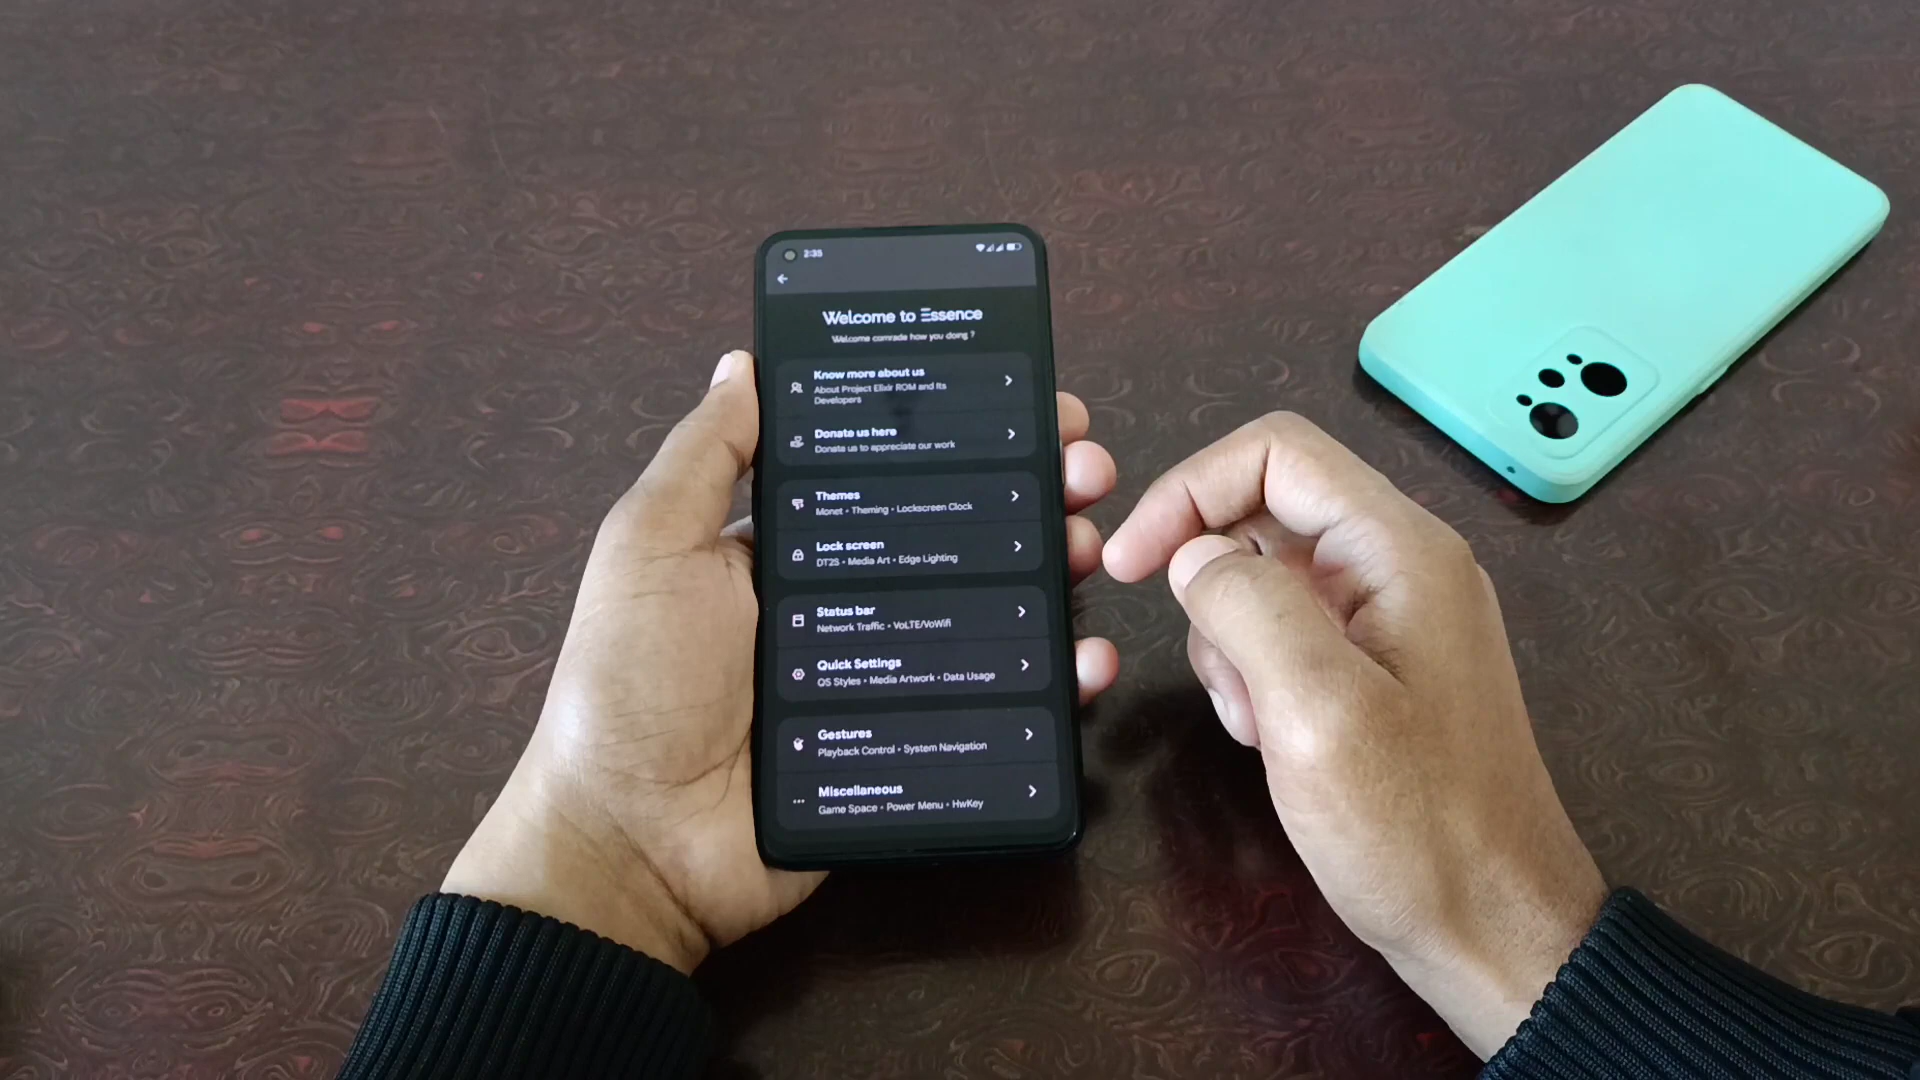 2:35
Welcome to Essence
Welcome comrade how you doing ?
Know more about us
About Project Elixir ROM and Its
Developers
Donate us here
Donate us to appreciate our work
Themes
Monet • Theming • Lockscreen Clock
Lock screen
DT2S • Media Art • Edge Lighting
Status bar
Network Traffic • VoLTE/VoWifi
Quick Settings
QS Styles • Media Artwork • Data Usage
Gestures
Playback Control • System Navigation
Miscellaneous
Game Space • Power Menu • HwKey